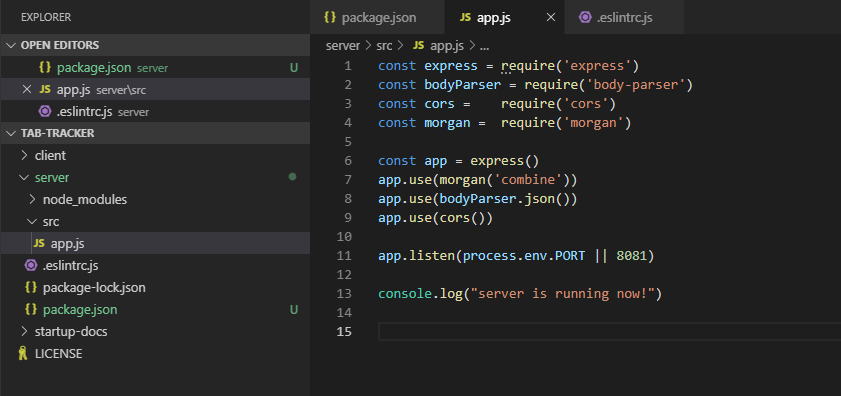 EXPLORER
OPEN EDITORS
{} package.json server U
JS app.js server\src
.eslintrc.js server
TAB-TRACKER
client
server
node_modules
src
JS app.js
.eslintrc.js
{} package-lock.json
{} package.json U
startup-docs
LICENSE
{} package.json JS app.js .eslintrc.js
server > src > JS app.js > ...
1 const express = require('express')
2 const bodyParser = require('body-parser')
3 const cors =    require('cors')
4 const morgan =  require('morgan')
5
6 const app = express()
7 app.use(morgan('combine'))
8 app.use(bodyParser.json())
9 app.use(cors())
10
11 app.listen(process.env.PORT || 8081)
12
13 console.log("server is running now!")
14
15